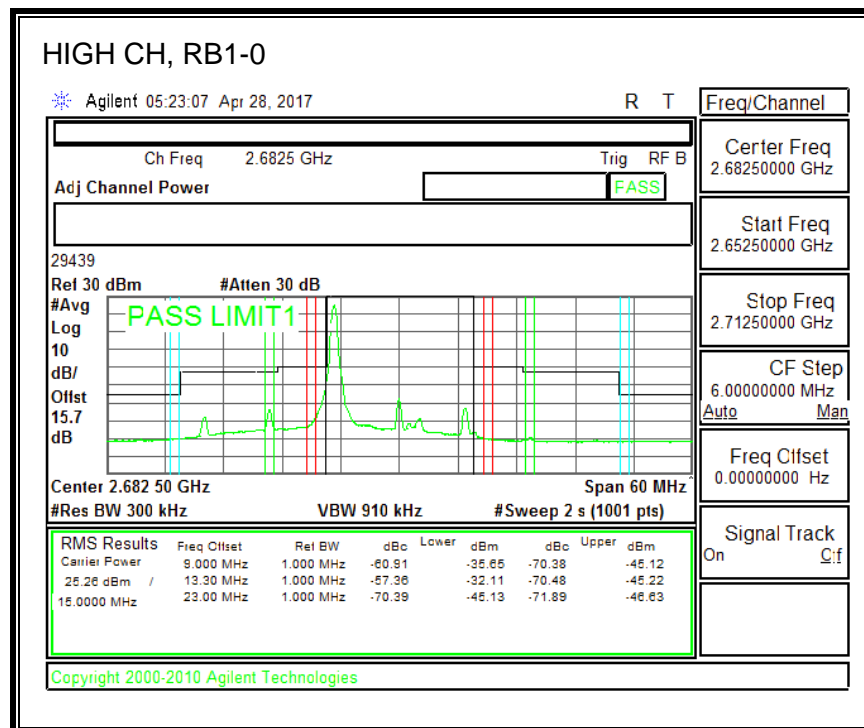 HIGH CH, RB1-0
Agilent 05:23:07 Apr 28, 2017 R T
Freq/Channel
Ch Freq 2.6825 GHz Trig RF B
Adj Channel Power PASS
Center Freq
2.68250000 GHz
Start Freq
2.65250000 GHz
Stop Freq
2.71250000 GHz
CF Step
6.00000000 MHz
Auto Man
Freq Offset
0.00000000 Hz
Signal Track
On Off
29439
Ref 30 dBm #Atten 30 dB
#Avg
Log
10
dB/
Offst
15.7
dB
PASS LIMIT1
Center 2.682 50 GHz Span 60 MHz
#Res BW 300 kHz VBW 910 kHz #Sweep 2 s (1001 pts)
RMS Results Freq Offset Ref BW dBc Lower dBm dBc Upper dBm
Carrier Power 9.000 MHz 1.000 MHz -60.91 -35.65 -70.38 -45.12
25.26 dBm / 13.30 MHz 1.000 MHz -57.36 -32.11 -70.48 -45.22
15.0000 MHz 23.00 MHz 1.000 MHz -70.39 -45.13 -71.89 -46.63
Copyright 2000-2010 Agilent Technologies